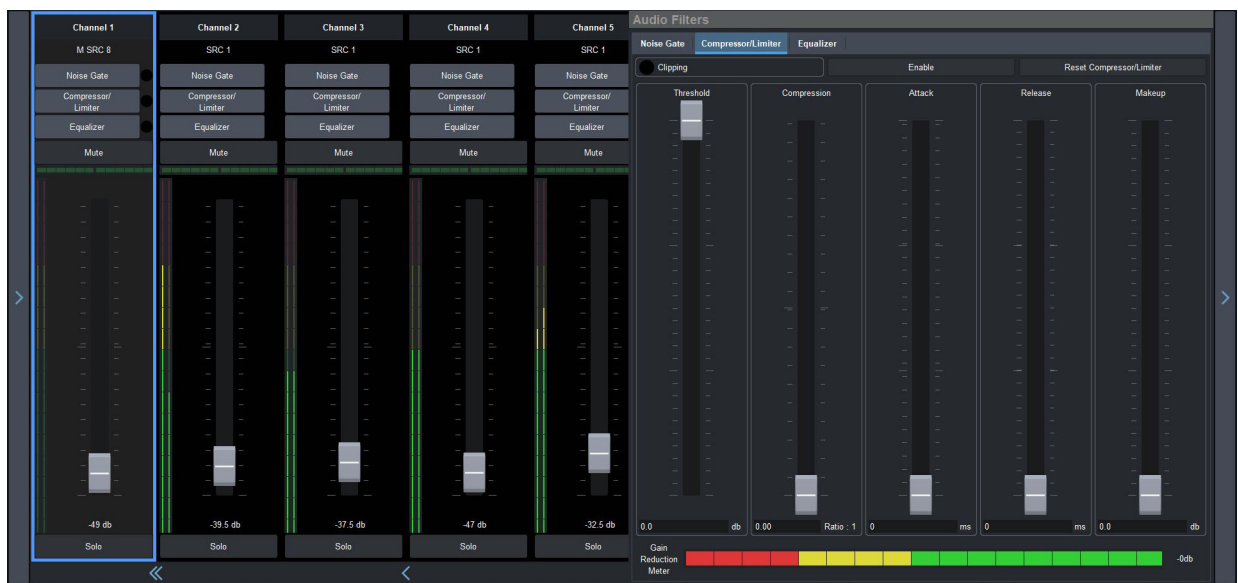 Channel 1
M SRC 8
Noise Gate
Compressor/
Limiter
Equalizer
Mute
-49 db
Solo
Channel 2
SRC 1
Noise Gate
Compressor/
Limiter
Equalizer
Mute
-39.5 db
Solo
Channel 3
SRC 1
Noise Gate
Compressor/
Limiter
Equalizer
Mute
-37.5 db
Solo
Channel 4
SRC 1
Noise Gate
Compressor/
Limiter
Equalizer
Mute
-47 db
Solo
Channel 5
SRC 1
Noise Gate
Compressor/
Limiter
Equalizer
Mute
-32.5 db
Solo
Audio Filters
Noise Gate Compressor/Limiter Equalizer
Clipping Enable Reset Compressor/Limiter
Threshold Compression Attack Release Makeup
0.0 db 0.00 Ratio : 1 0 ms 0 ms 0.0 db
Gain
Reduction
Meter
-0db